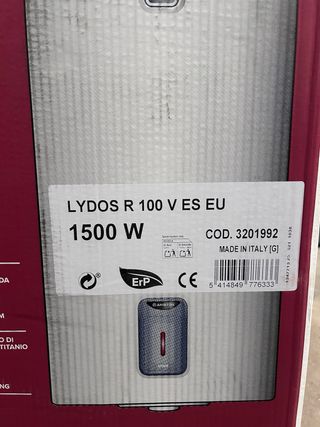 LYDOS R 100 V ES EU
1500 W
COD. 3201992
MADE IN ITALY [G]
ErP
CE
5 414849 776333
ARISTON
DA
M
O DI
TITANIO
NG